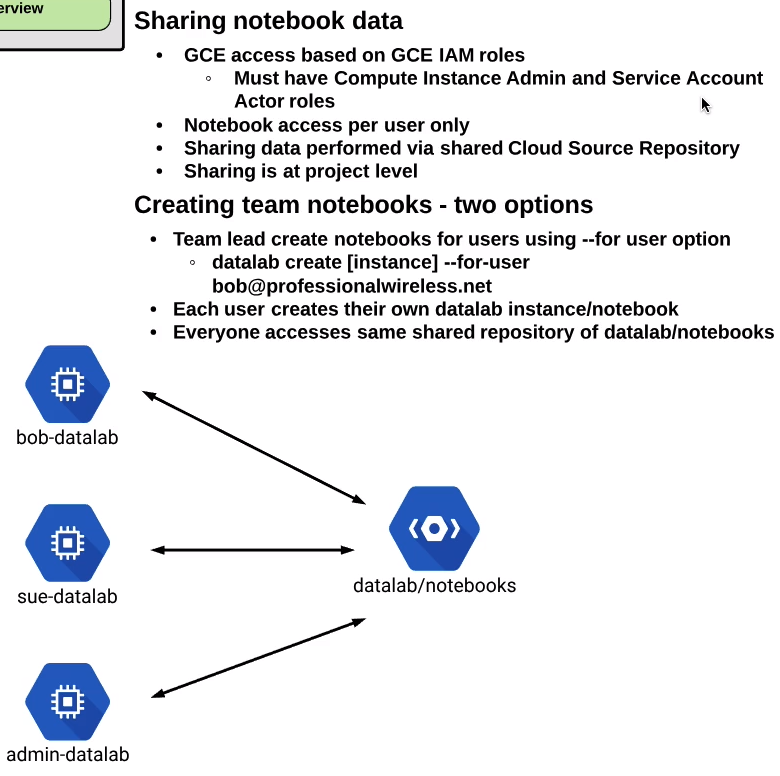 erview
Sharing notebook data
• GCE access based on GCE IAM roles
◦ Must have Compute Instance Admin and Service Account
Actor roles
• Notebook access per user only
• Sharing data performed via shared Cloud Source Repository
• Sharing is at project level
Creating team notebooks - two options
• Team lead create notebooks for users using --for user option
◦ datalab create [instance] --for-user
bob@professionalwireless.net
• Each user creates their own datalab instance/notebook
• Everyone accesses same shared repository of datalab/notebooks
bob-datalab
datalab/notebooks
sue-datalab
admin-datalab